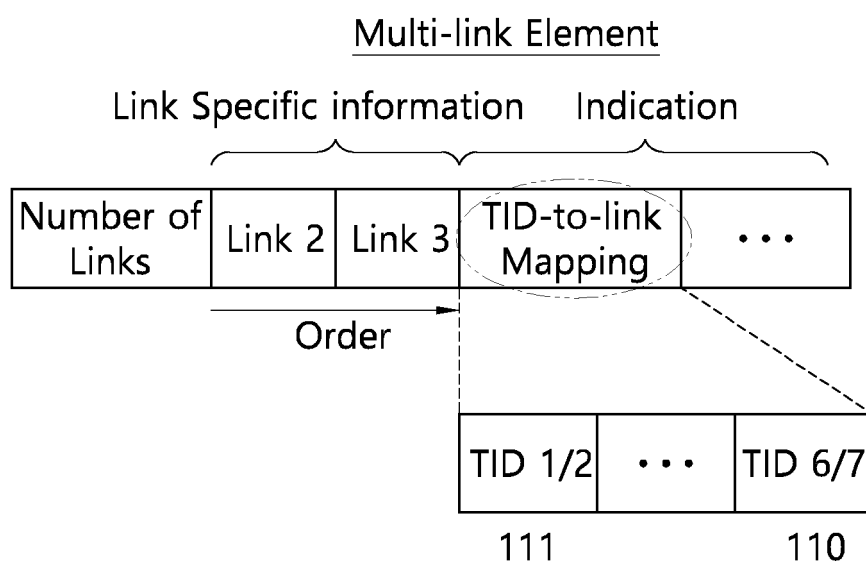 Multi-link Element
Link Specific information Indication
Number of Links Link 2 Link 3 TID-to-link Mapping ...
Order
TID 1/2 ... TID 6/7
111 110